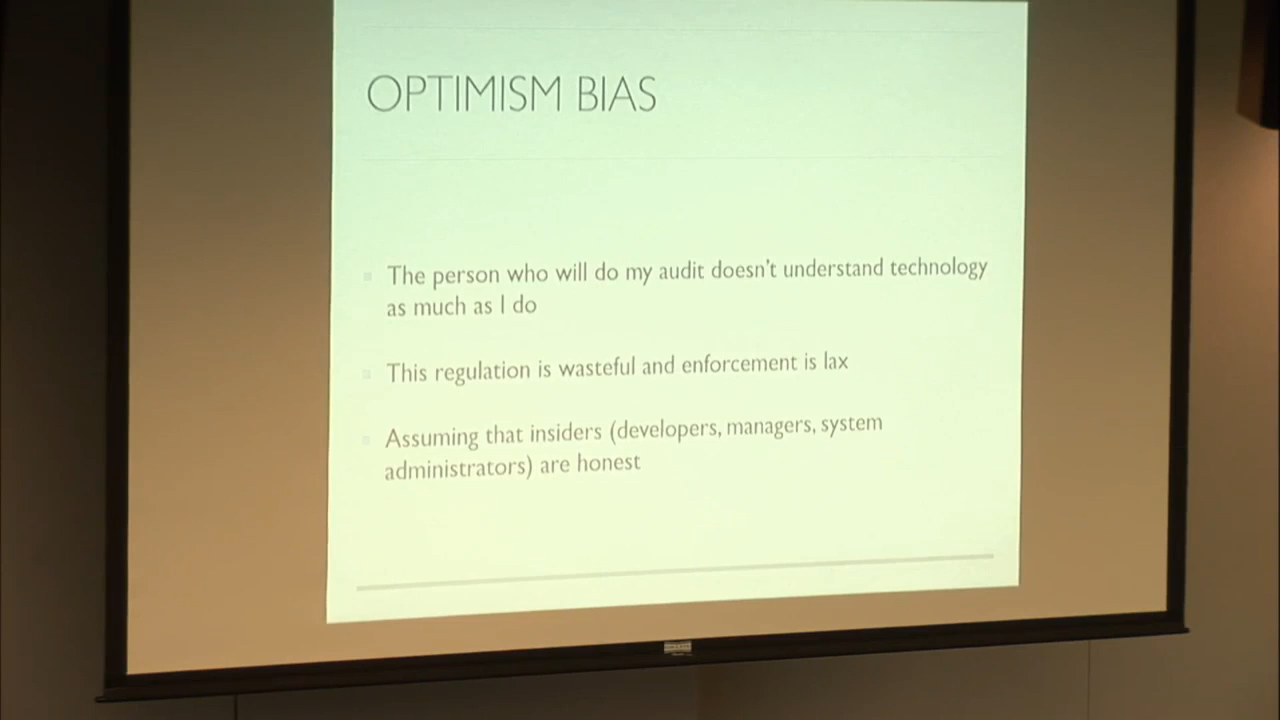 OPTIMISM BIAS
The person who will do my audit doesn't understand technology
as much as I do
This regulation is wasteful and enforcement is lax
Assuming that insiders (developers, managers, system
administrators) are honest